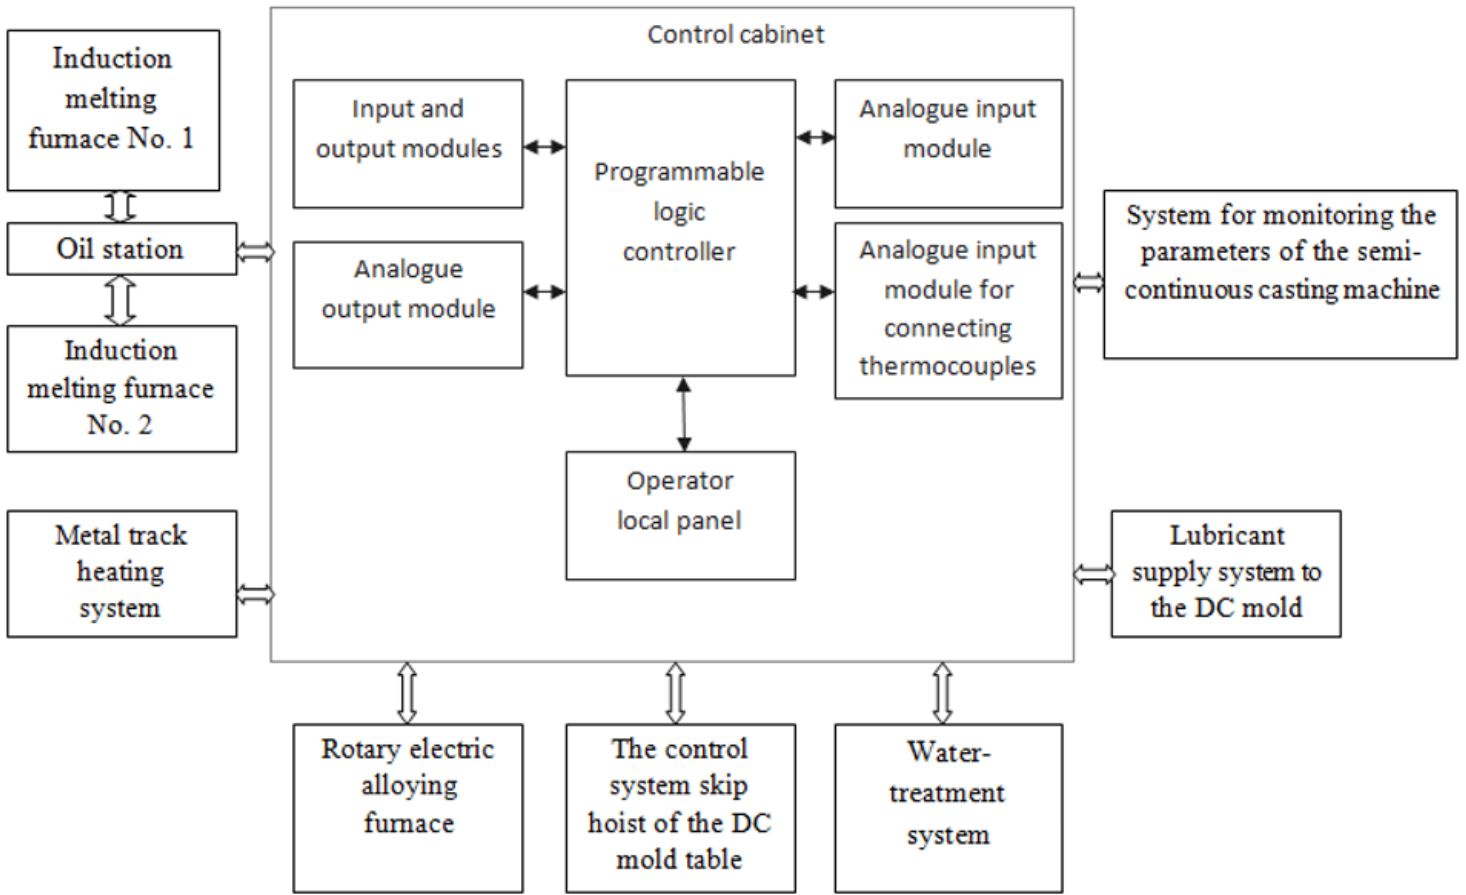 Control cabinet
Induction
melting
furnace No. 1
Oil station
Induction
melting furnace
No. 2
Metal track
heating
system
Input and
output modules
Analogue
output module
Programmable
logic
controller
Operator
local panel
Analogue input
module
Analogue input
module for
connecting
thermocouples
System for monitoring the
parameters of the semi-
continuous casting machine
Lubricant
supply system to
the DC mold
Rotary electric
alloying
furnace
The control
system skip
hoist of the DC
mold table
Water-
treatment
system